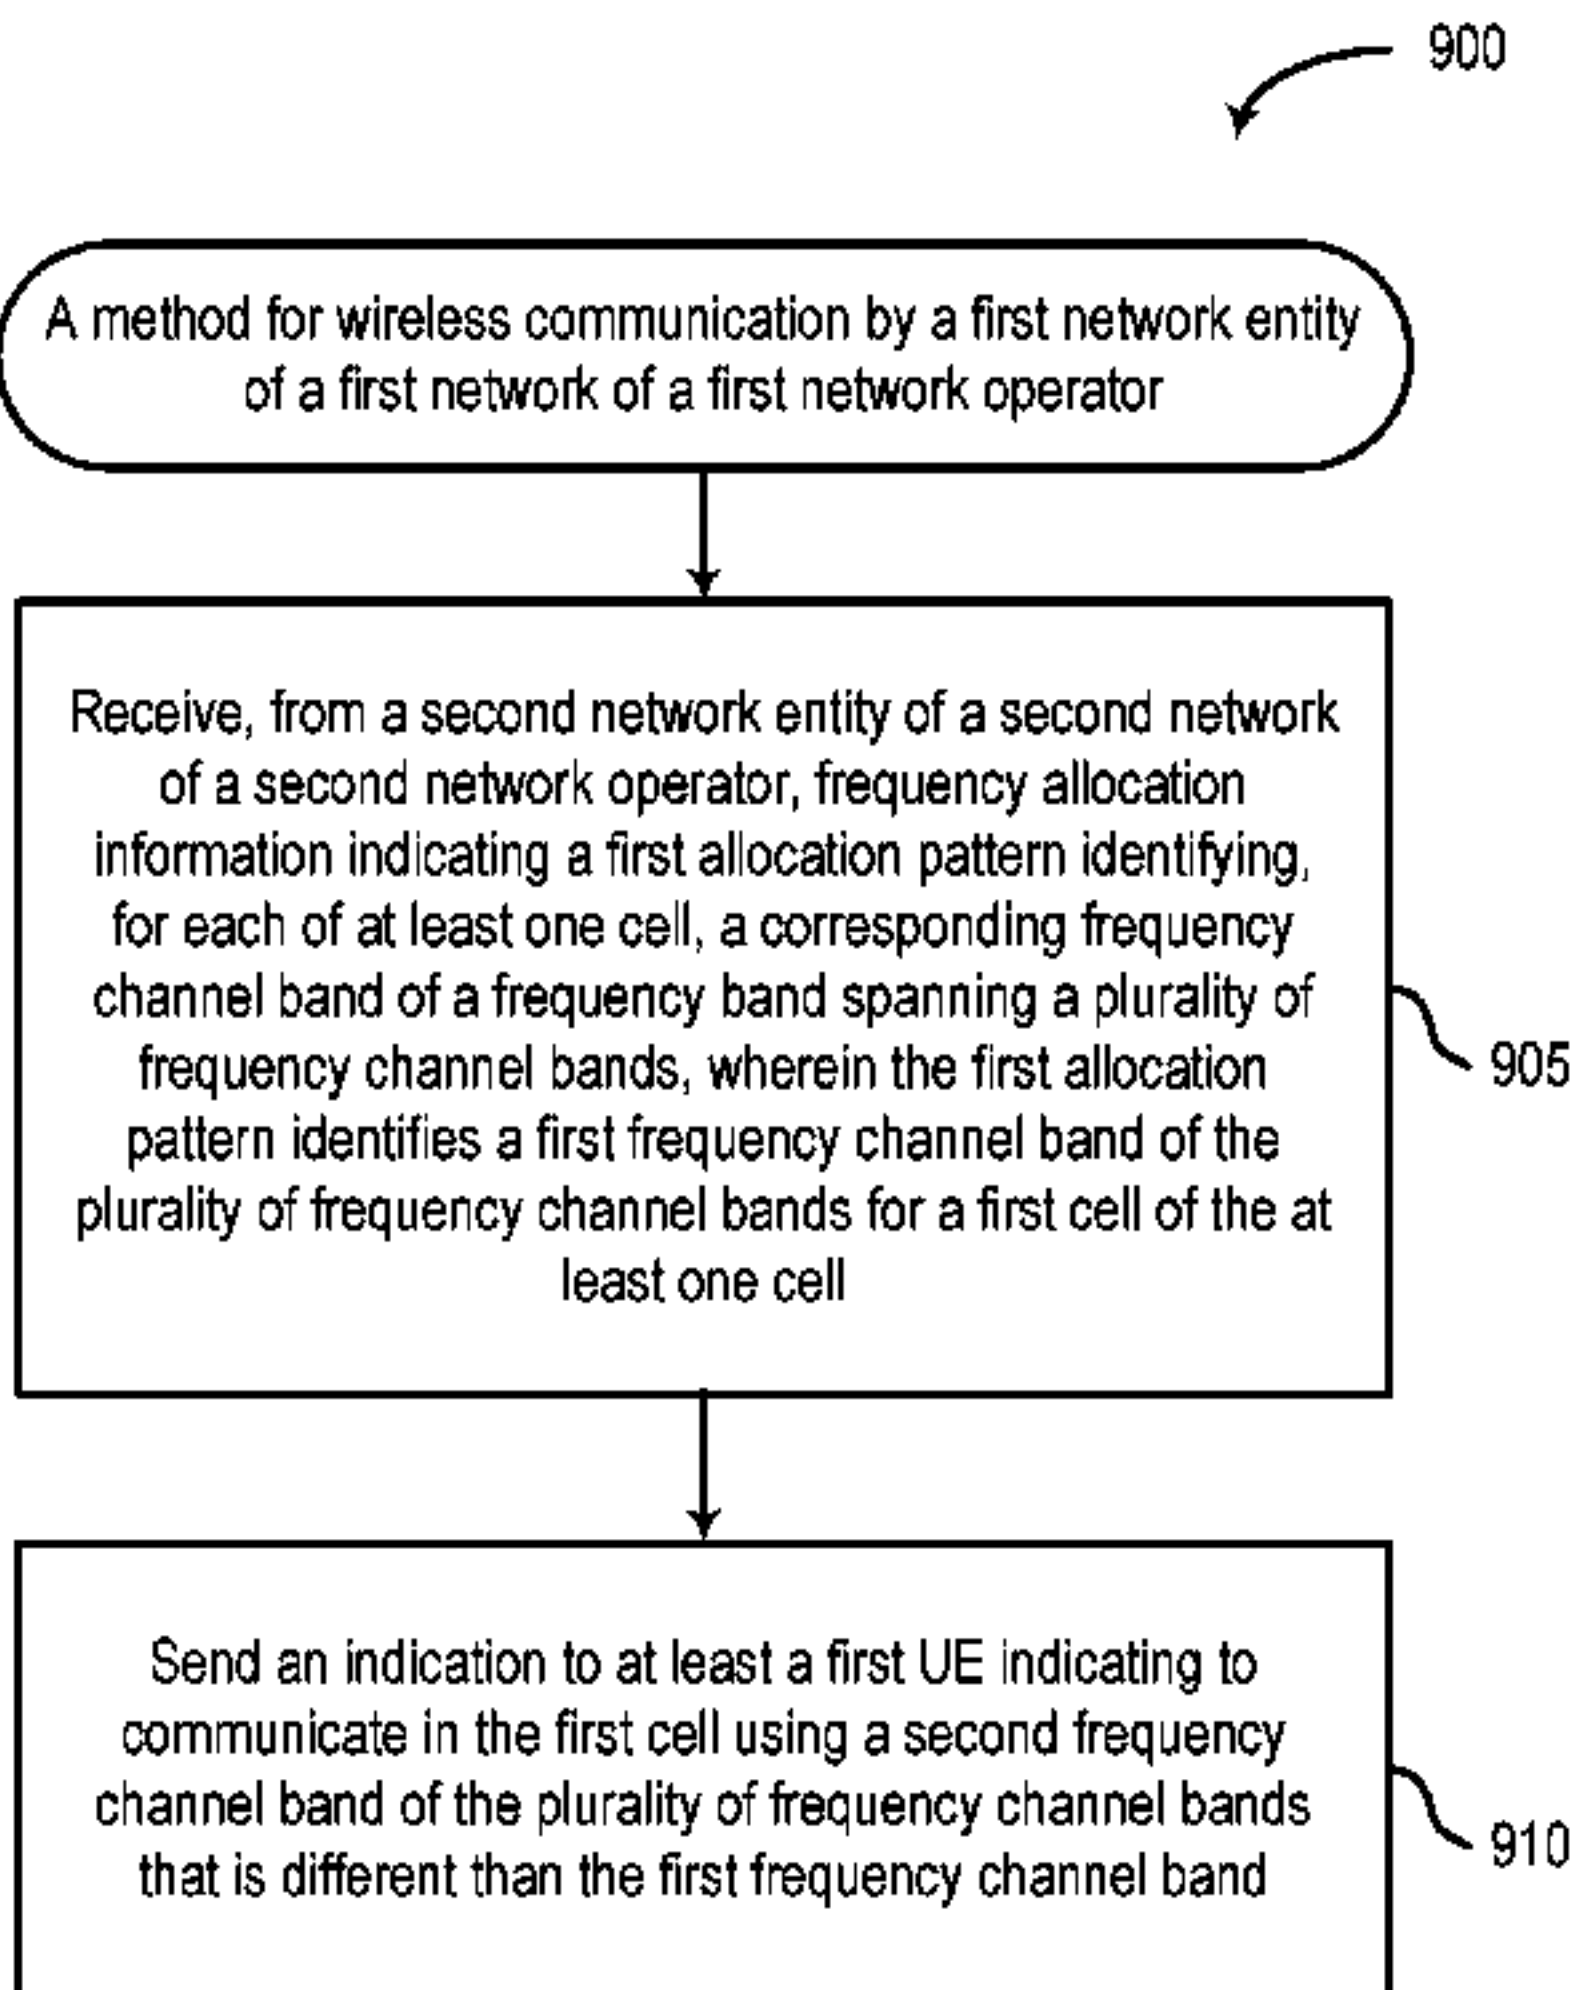 900
A method for wireless communication by a first network entity
of a first network of a first network operator
Receive, from a second network entity of a second network
of a second network operator, frequency allocation
information indicating a first allocation pattern identifying,
for each of at least one cell, a corresponding frequency
channel band of a frequency band spanning a plurality of
frequency channel bands, wherein the first allocation
pattern identifies a first frequency channel band of the
plurality of frequency channel bands for a first cell of the at
least one cell
905
Send an indication to at least a first UE indicating to
communicate in the first cell using a second frequency
channel band of the plurality of frequency channel bands
that is different than the first frequency channel band
910